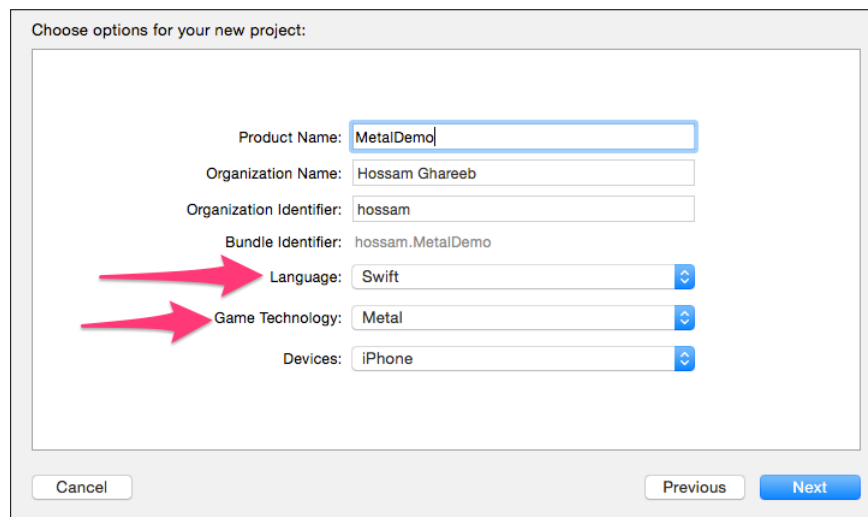 Choose options for your new project:
Product Name: MetalDemo
Organization Name: Hossam Ghareeb
Organization Identifier: hossam
Bundle Identifier: hossam.MetalDemo
Language: Swift
Game Technology: Metal
Devices: iPhone
Cancel Previous Next